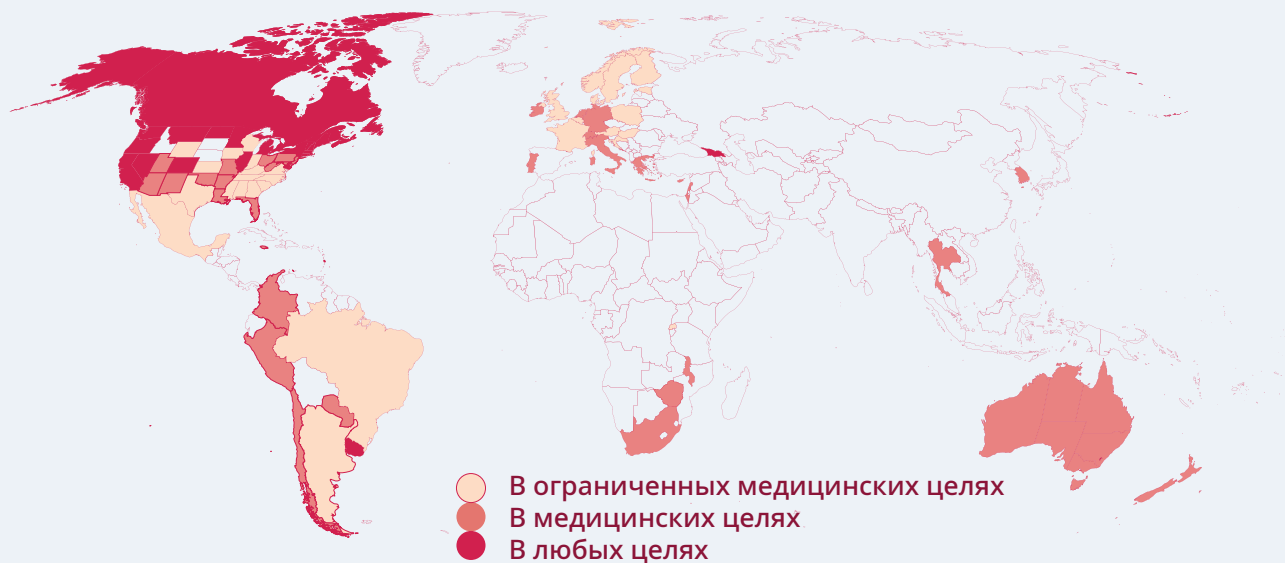 В ограниченных медицинских целях
В медицинских целях
В любых целях